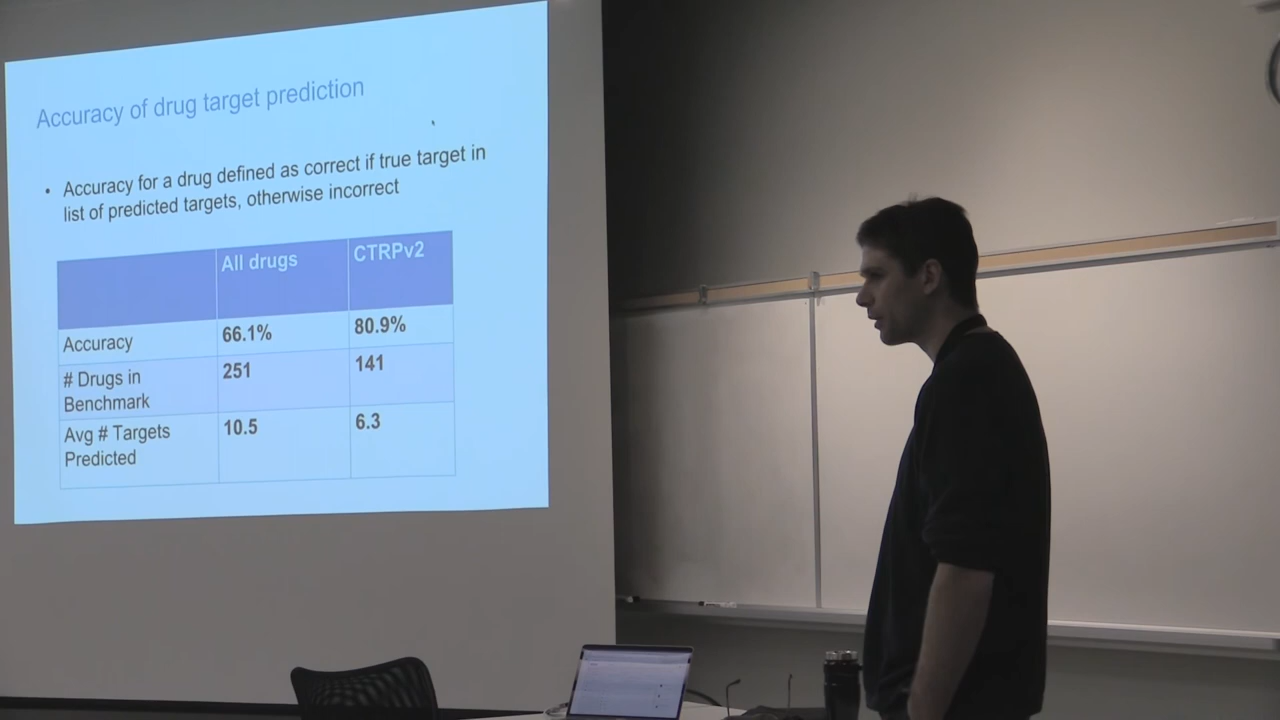 Accuracy of drug target prediction
• Accuracy for a drug defined as correct if true target in
list of predicted targets, otherwise incorrect
All drugs CTRPv2
Accuracy 66.1% 80.9%
# Drugs in 251 141
Benchmark
Avg # Targets 10.5 6.3
Predicted